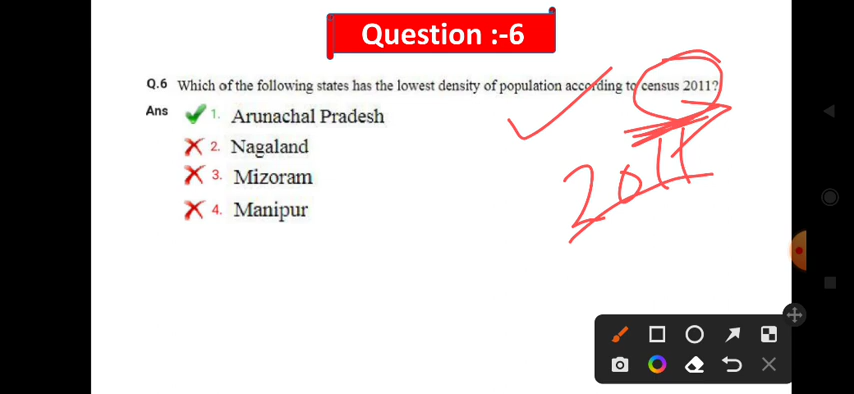 Question :-6
Q.6 Which of the following states has the lowest density of population according to census 2011?
Ans 1. Arunachal Pradesh
2. Nagaland
3. Mizoram
4. Manipur
2011